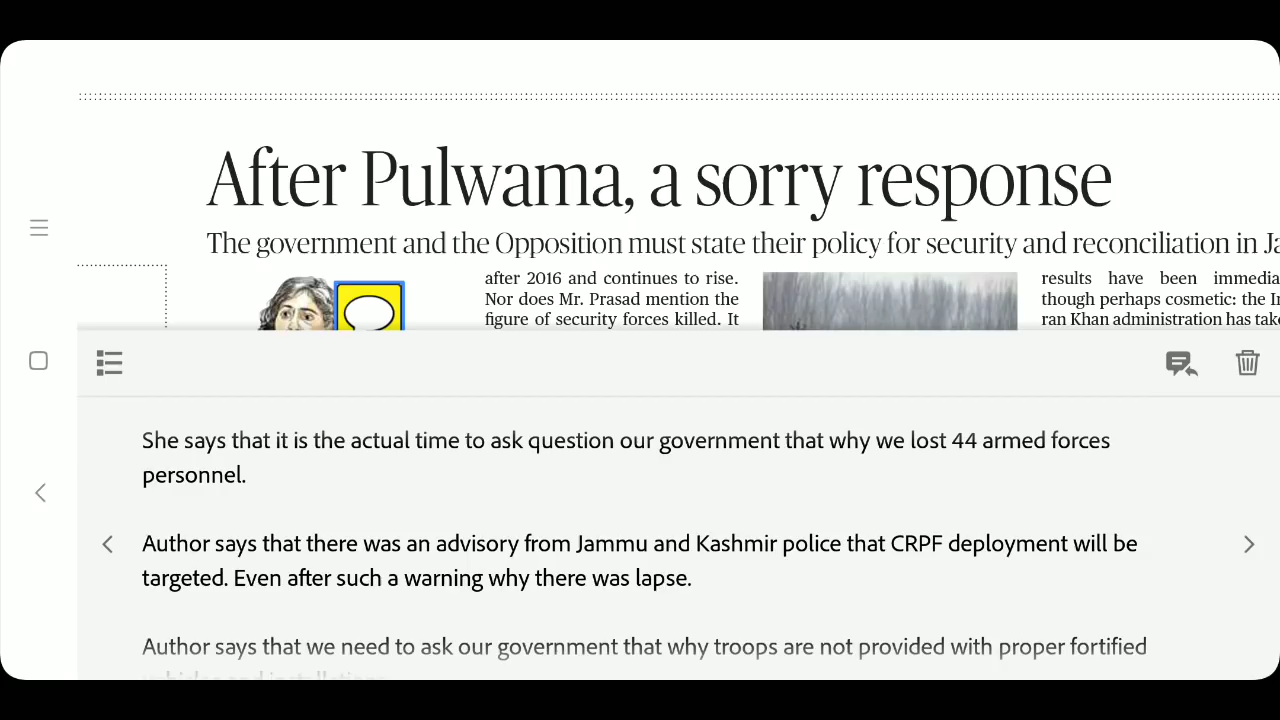 After Pulwama, a sorry response
The government and the Opposition must state their policy for security and reconciliation in Ja
after 2016 and continues to rise.
Nor does Mr. Prasad mention the
figure of security forces killed. It
results have been immedia
though perhaps cosmetic: the I
ran Khan administration has take
She says that it is the actual time to ask question our government that why we lost 44 armed forces
personnel.
Author says that there was an advisory from Jammu and Kashmir police that CRPF deployment will be
targeted. Even after such a warning why there was lapse.
Author says that we need to ask our government that why troops are not provided with proper fortified